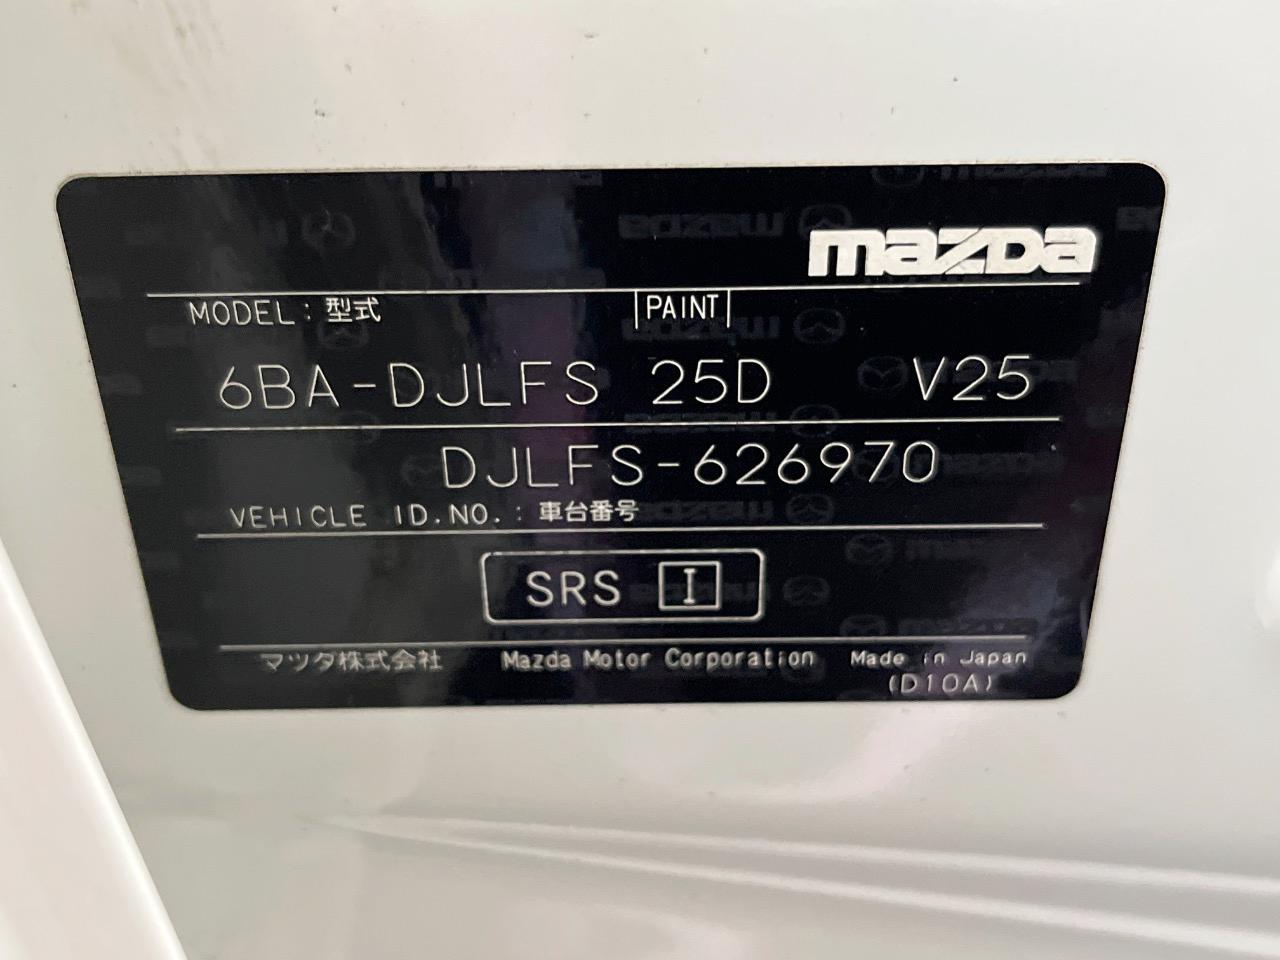 mazda
MODEL : 型式 PAINT
6BA-DJLFS 25D V25
DJLFS-626970
VEHICLE ID.NO. : 車台番号
SRS I
マツダ株式会社 Mazda Motor Corporation Made in Japan
(D10A)